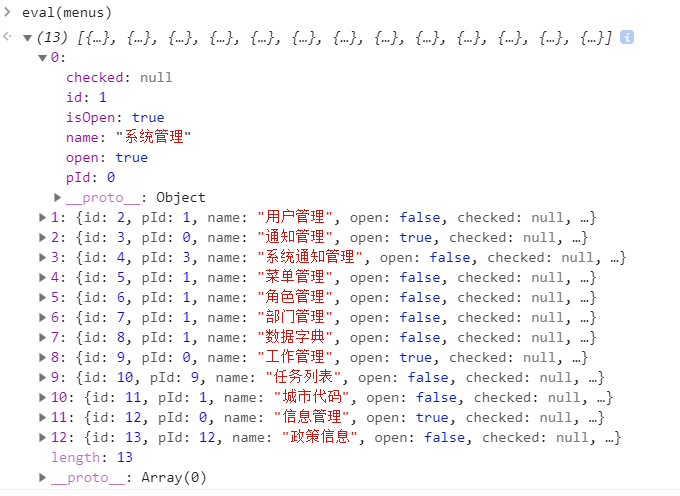 eval(menus)
(13) [{…}, {…}, {…}, {…}, {…}, {…}, {…}, {…}, {…}, {…}, {…}, {…}, {…}] i
0:
checked: null
id: 1
isOpen: true
name: "系统管理"
open: true
pId: 0
__proto__: Object
1: {id: 2, pId: 1, name: "用户管理", open: false, checked: null, …}
2: {id: 3, pId: 0, name: "通知管理", open: true, checked: null, …}
3: {id: 4, pId: 3, name: "系统通知管理", open: false, checked: null, …}
4: {id: 5, pId: 1, name: "菜单管理", open: false, checked: null, …}
5: {id: 6, pId: 1, name: "角色管理", open: false, checked: null, …}
6: {id: 7, pId: 1, name: "部门管理", open: false, checked: null, …}
7: {id: 8, pId: 1, name: "数据字典", open: false, checked: null, …}
8: {id: 9, pId: 0, name: "工作管理", open: true, checked: null, …}
9: {id: 10, pId: 9, name: "任务列表", open: false, checked: null, …}
10: {id: 11, pId: 1, name: "城市代码", open: false, checked: null, …}
11: {id: 12, pId: 0, name: "信息管理", open: true, checked: null, …}
12: {id: 13, pId: 12, name: "政策信息", open: false, checked: null, …}
length: 13
__proto__: Array(0)